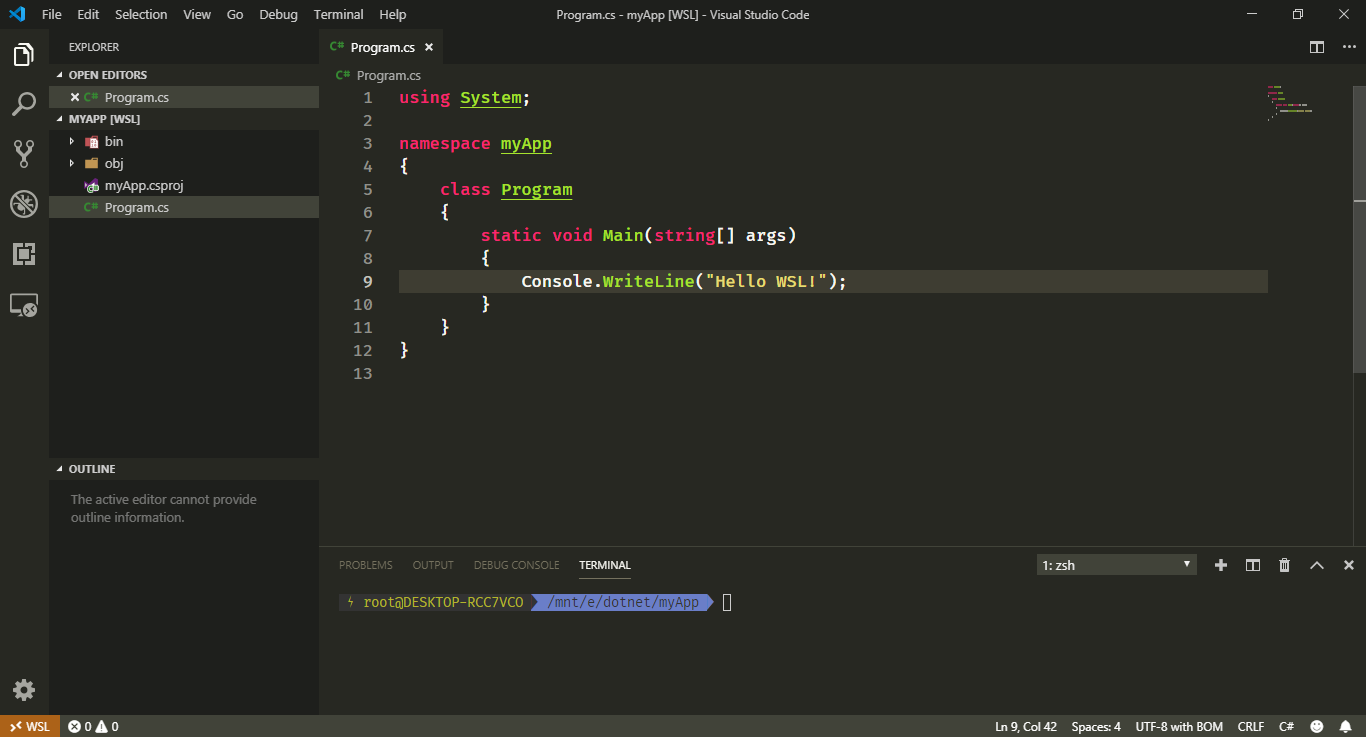 File Edit Selection View Go Debug Terminal Help Program.cs - myApp [WSL] - Visual Studio Code
EXPLORER
OPEN EDITORS
C# Program.cs
MYAPP [WSL]
bin
obj
myApp.csproj
C# Program.cs
OUTLINE
The active editor cannot provide
outline information.
C# Program.cs
C# Program.cs
1 using System;
2
3 namespace myApp
4 {
5     class Program
6     {
7         static void Main(string[] args)
8         {
9             Console.WriteLine("Hello WSL!");
10         }
11     }
12 }
13
PROBLEMS OUTPUT DEBUG CONSOLE TERMINAL 1: zsh
root@DESKTOP-RCC7VCO /mnt/e/dotnet/myApp
WSL 0 0 Ln 9, Col 42 Spaces: 4 UTF-8 with BOM CRLF C#